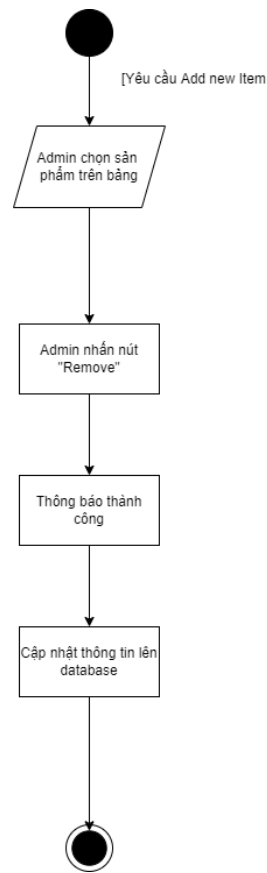 [Yêu cầu Add new Item
Admin chọn sản
phẩm trên bảng
Admin nhấn nút
"Remove"
Thông báo thành
công
Cập nhật thông tin lên
database